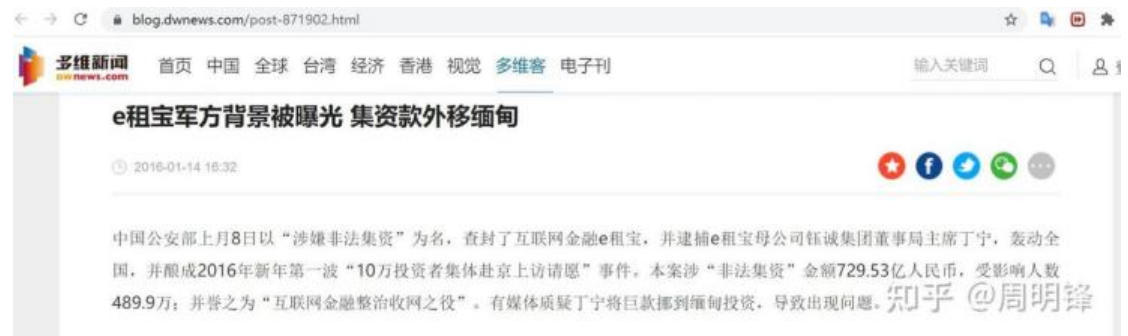 blog.dwnews.com/post-871902.html
多维新闻 首页 中国 全球 台湾 经济 香港 视觉 多维客 电子刊 输入关键词
dwnews.com
e租宝军方背景被曝光 集资款外移缅甸
2016-01-14 16:32
中国公安部上月8日以“涉嫌非法集资”为名，查封了互联网金融e租宝，并逮捕e租宝母公司钰诚集团董事局主席丁宁，轰动全
国，并酿成2016年新年第一波“10万投资者集体赴京上访请愿”事件。本案涉“非法集资”金额729.53亿人民币，受影响人数
489.9万；并誉之为“互联网金融整治收网之役”。有媒体质疑丁宁将巨款挪到缅甸投资，导致出现问题。
知乎 @周明锋